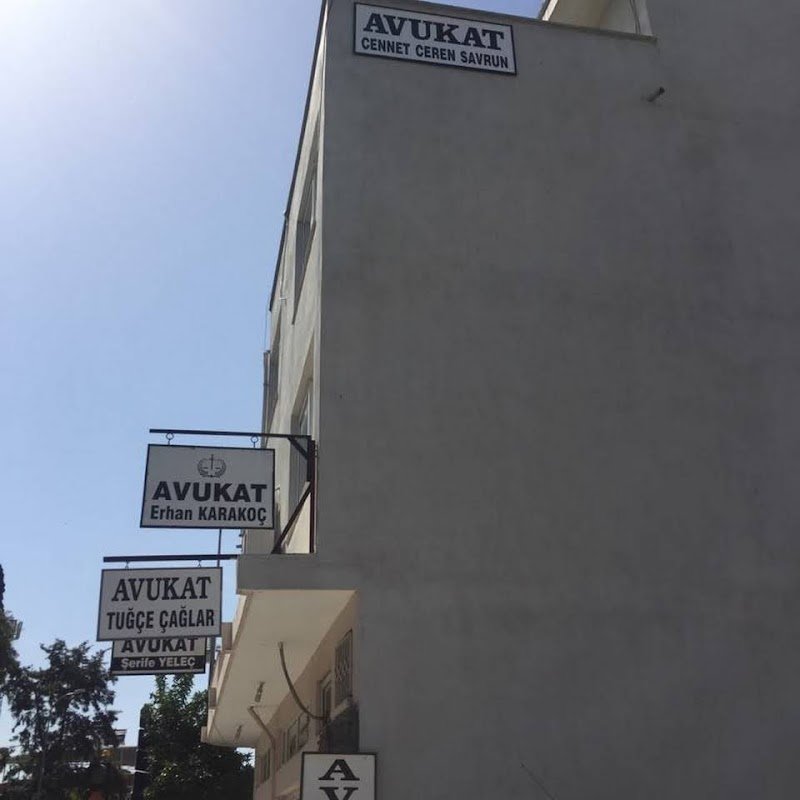 AVUKAT
CENNET CEREN SAVRUN
AVUKAT
Erhan KARAKOÇ
AVUKAT
TUĞÇE ÇAĞLAR
AVUKAT
Şerife YELEÇ
A
V